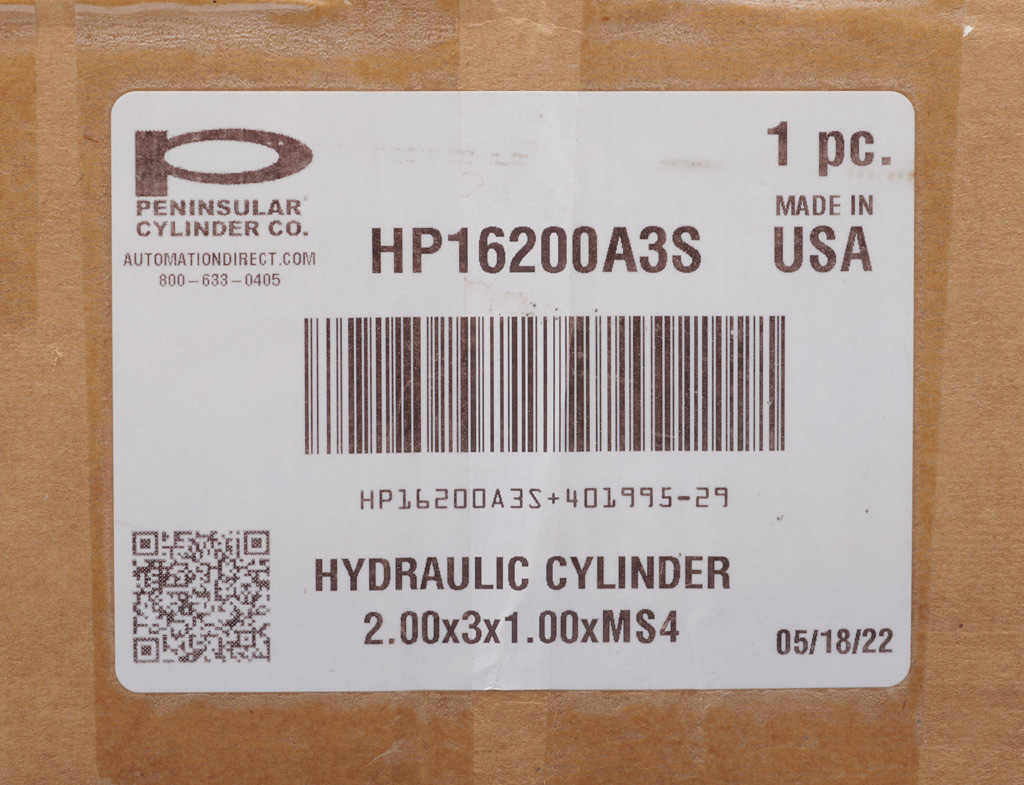 PENINSULAR
CYLINDER CO.
AUTOMATIONDIRECT.COM
800-633-0405
HP16200A3S
1 pc.
MADE IN
USA
HP16200A3S+401995-29
HYDRAULIC CYLINDER
2.00x3x1.00xMS4
05/18/22